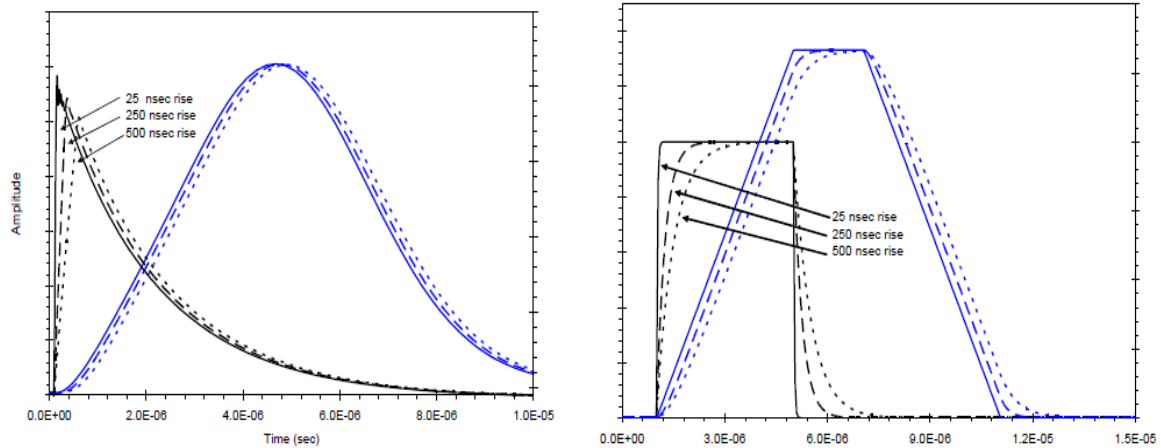 25 nsec rise
250 nsec rise
500 nsec rise
Amplitude
0.0E+00 2.0E-06 4.0E-06 6.0E-06 8.0E-06 1.0E-05
Time (sec)
25 nsec rise
250 nsec rise
500 nsec rise
0.0E+00 3.0E-06 6.0E-06 9.0E-06 1.2E-05 1.5E-05